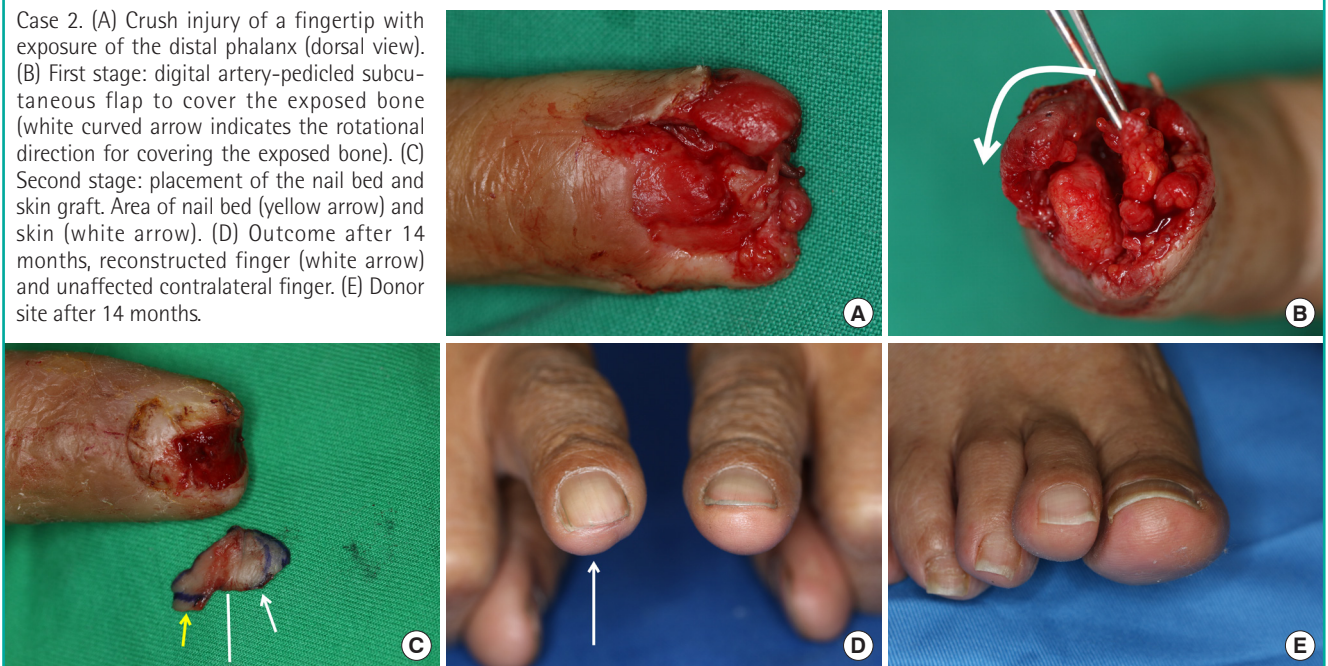 Case 2. (A) Crush injury of a fingertip with
exposure of the distal phalanx (dorsal view).
(B) First stage: digital artery-pedicled subcu-
taneous flap to cover the exposed bone
(white curved arrow indicates the rotational
direction for covering the exposed bone). (C)
Second stage: placement of the nail bed and
skin graft. Area of nail bed (yellow arrow) and
skin (white arrow). (D) Outcome after 14
months, reconstructed finger (white arrow)
and unaffected contralateral finger. (E) Donor
site after 14 months.
A
B
C
D
E